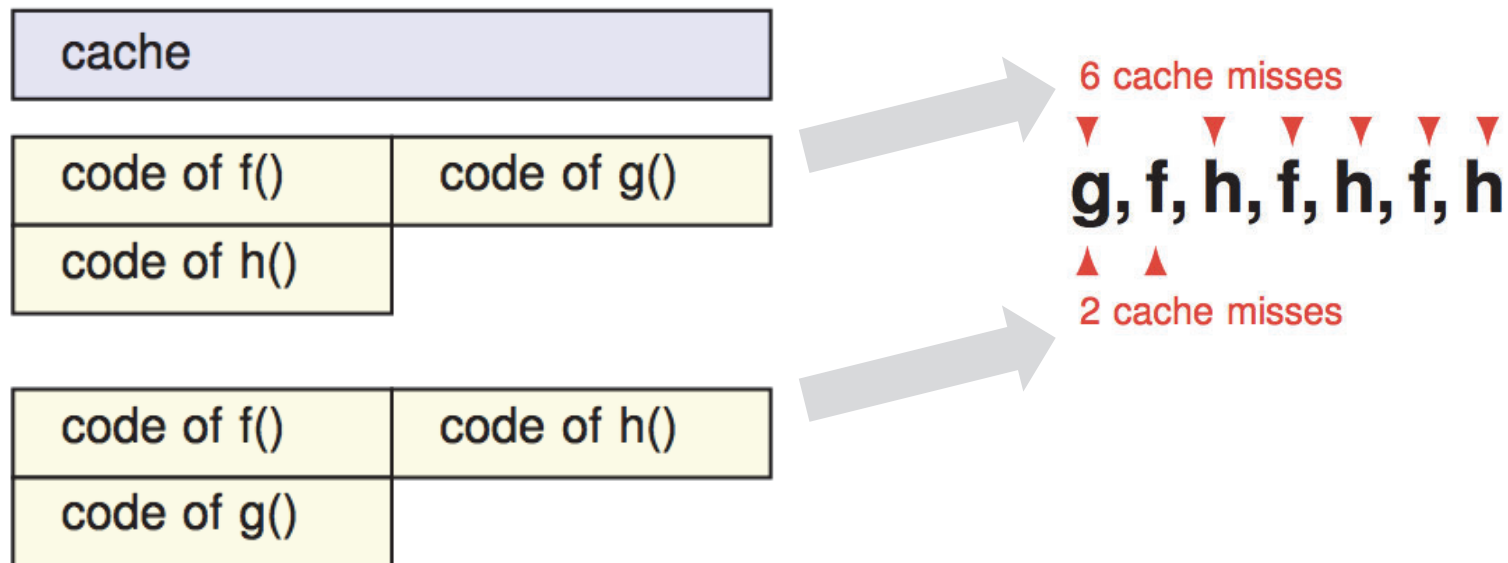 cache
code of f() code of g()
code of h()
code of f() code of h()
code of g()
6 cache misses
g, f, h, f, h, f, h
2 cache misses